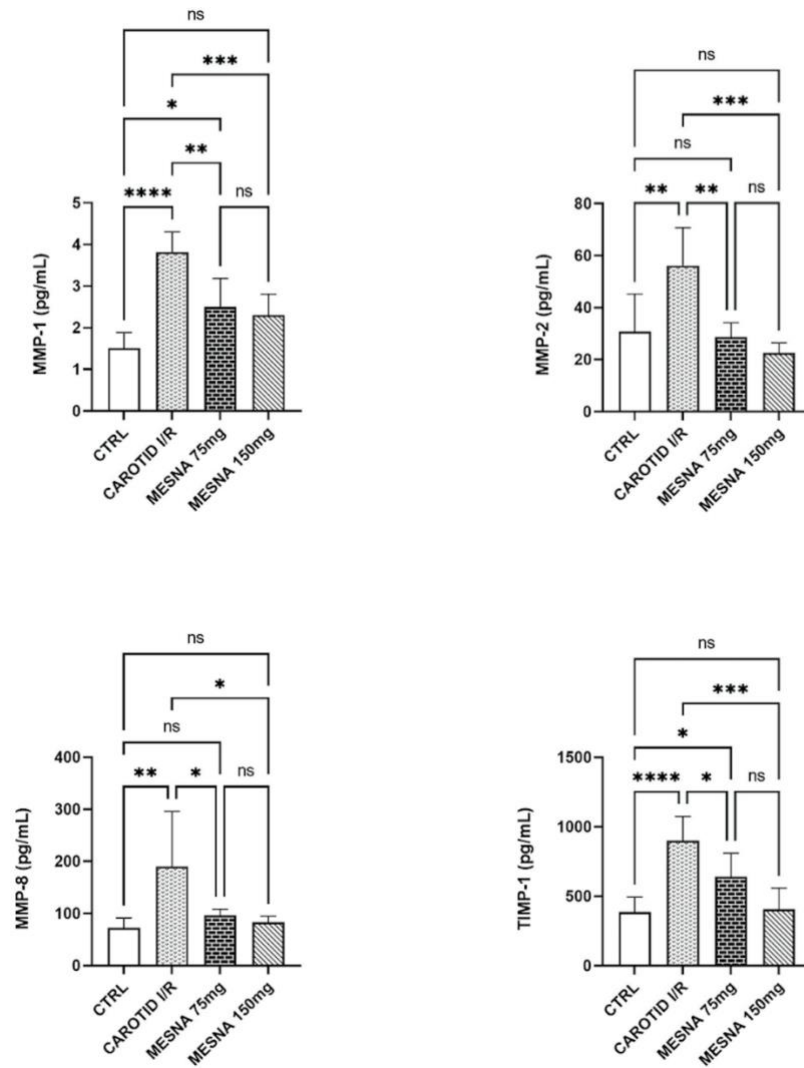 ns
***
*
**
**** ns
MMP-1 (pg/mL)
5
4
3
2
1
0
CTRL
CAROTID I/R
MESNA 75mg
MESNA 150mg
ns
***
ns
** ** ns
MMP-2 (pg/mL)
80
60
40
20
0
CTRL
CAROTID I/R
MESNA 75mg
MESNA 150mg
ns
*
ns
** * ns
MMP-8 (pg/mL)
400
300
200
100
0
CTRL
CAROTID I/R
MESNA 75mg
MESNA 150mg
ns
***
*
**** * ns
TIMP-1 (pg/mL)
1500
1000
500
0
CTRL
CAROTID I/R
MESNA 75mg
MESNA 150mg